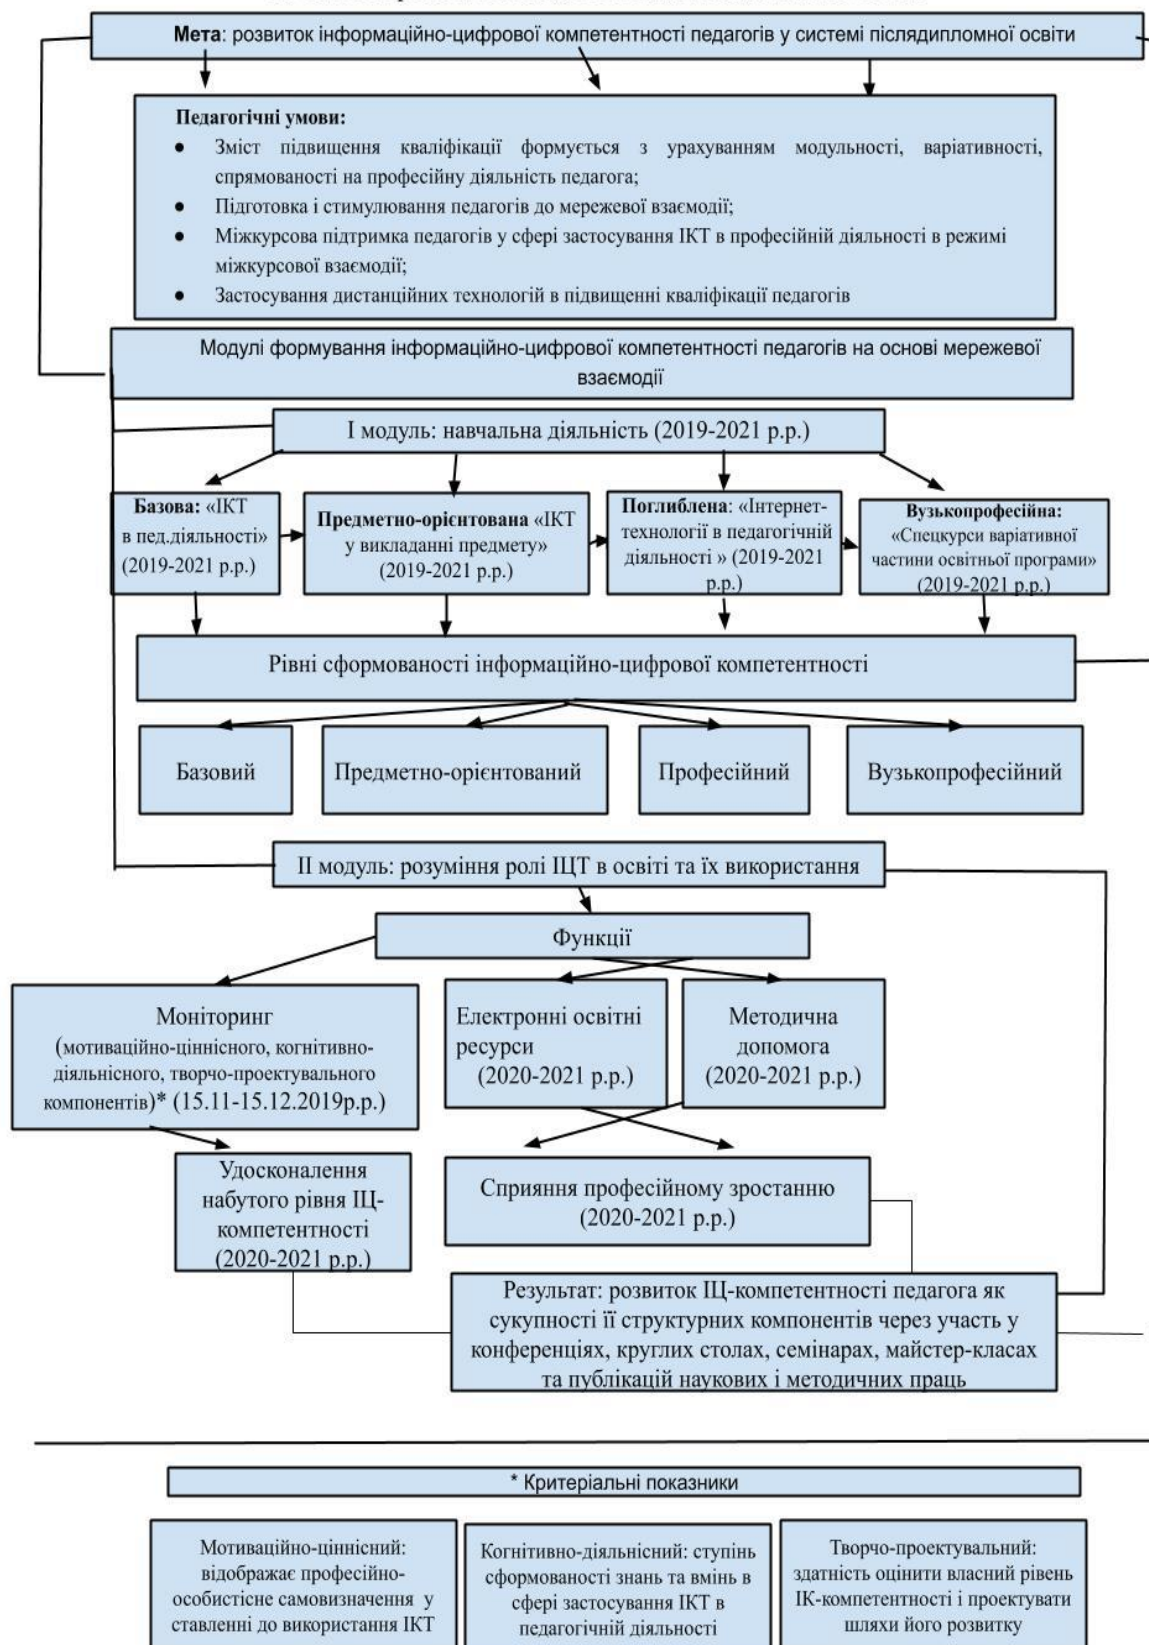 Мета: розвиток інформаційно-цифрової компетентності педагогів у системі післядипломної освіти
Педагогічні умови:
● Зміст підвищення кваліфікації формується з урахуванням модульності, варіативності,
спрямованості на професійну діяльність педагога;
● Підготовка і стимулювання педагогів до мережевої взаємодії;
● Міжкурсова підтримка педагогів у сфері застосування ІКТ в професійній діяльності в режимі
міжкурсової взаємодії;
● Застосування дистанційних технологій в підвищенні кваліфікації педагогів
Модулі формування інформаційно-цифрової компетентності педагогів на основі мережевої
взаємодії
І модуль: навчальна діяльність (2019-2021 р.р.)
Базова: «ІКТ
в пед.діяльності»
(2019-2021 р.р.)
Предметно-орієнтована «ІКТ
у викладанні предмету»
(2019-2021 р.р.)
Поглиблена: «Інтернет-
технології в педагогічній
діяльності » (2019-2021
р.р.)
Вузькопрофесійна:
«Спецкурси варіативної
частини освітньої програми»
(2019-2021 р.р.)
Рівні сформованості інформаційно-цифрової компетентності
Базовий
Предметно-орієнтований
Професійний
Вузькопрофесійний
ІІ модуль: розуміння ролі ІЦТ в освіті та їх використання
Функції
Моніторинг
(мотиваційно-ціннісного, когнітивно-
діяльнісного, творчо-проектувального
компонентів)* (15.11-15.12.2019р.р.)
Електронні освітні
ресурси
(2020-2021 р.р.)
Методична
допомога
(2020-2021 р.р.)
Удосконалення
набутого рівня ІЦ-
компетентності
(2020-2021 р.р.)
Сприяння професійному зростанню
(2020-2021 р.р.)
Результат: розвиток ІЦ-компетентності педагога як
сукупності її структурних компонентів через участь у
конференціях, круглих столах, семінарах, майстер-класах
та публікацій наукових і методичних праць
* Критеріальні показники
Мотиваційно-ціннісний:
відображає професійно-
особистісне самовизначення у
ставленні до використання ІКТ
Когнітивно-діяльнісний: ступінь
сформованості знань та вмінь в
сфері застосування ІКТ в
педагогічній діяльності
Творчо-проектувальний:
здатність оцінити власний рівень
ІК-компетентності і проектувати
шляхи його розвитку